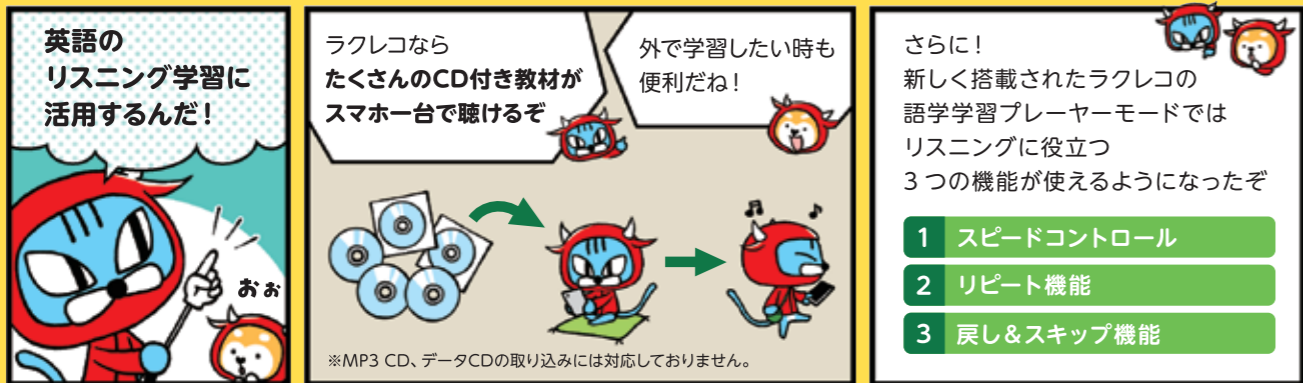 英語の
リスニング学習に
活用するんだ！
おぉ
ラクレコなら
たくさんのCD付き教材が
スマホ一台で聴けるぞ
外で学習したい時も
便利だね！
※MP3 CD、データCDの取り込みには対応しておりません。
さらに！
新しく搭載されたラクレコの
語学学習プレーヤーモードでは
リスニングに役立つ
3つの機能が使えるようになったぞ
1 スピードコントロール
2 リピート機能
3 戻し&スキップ機能